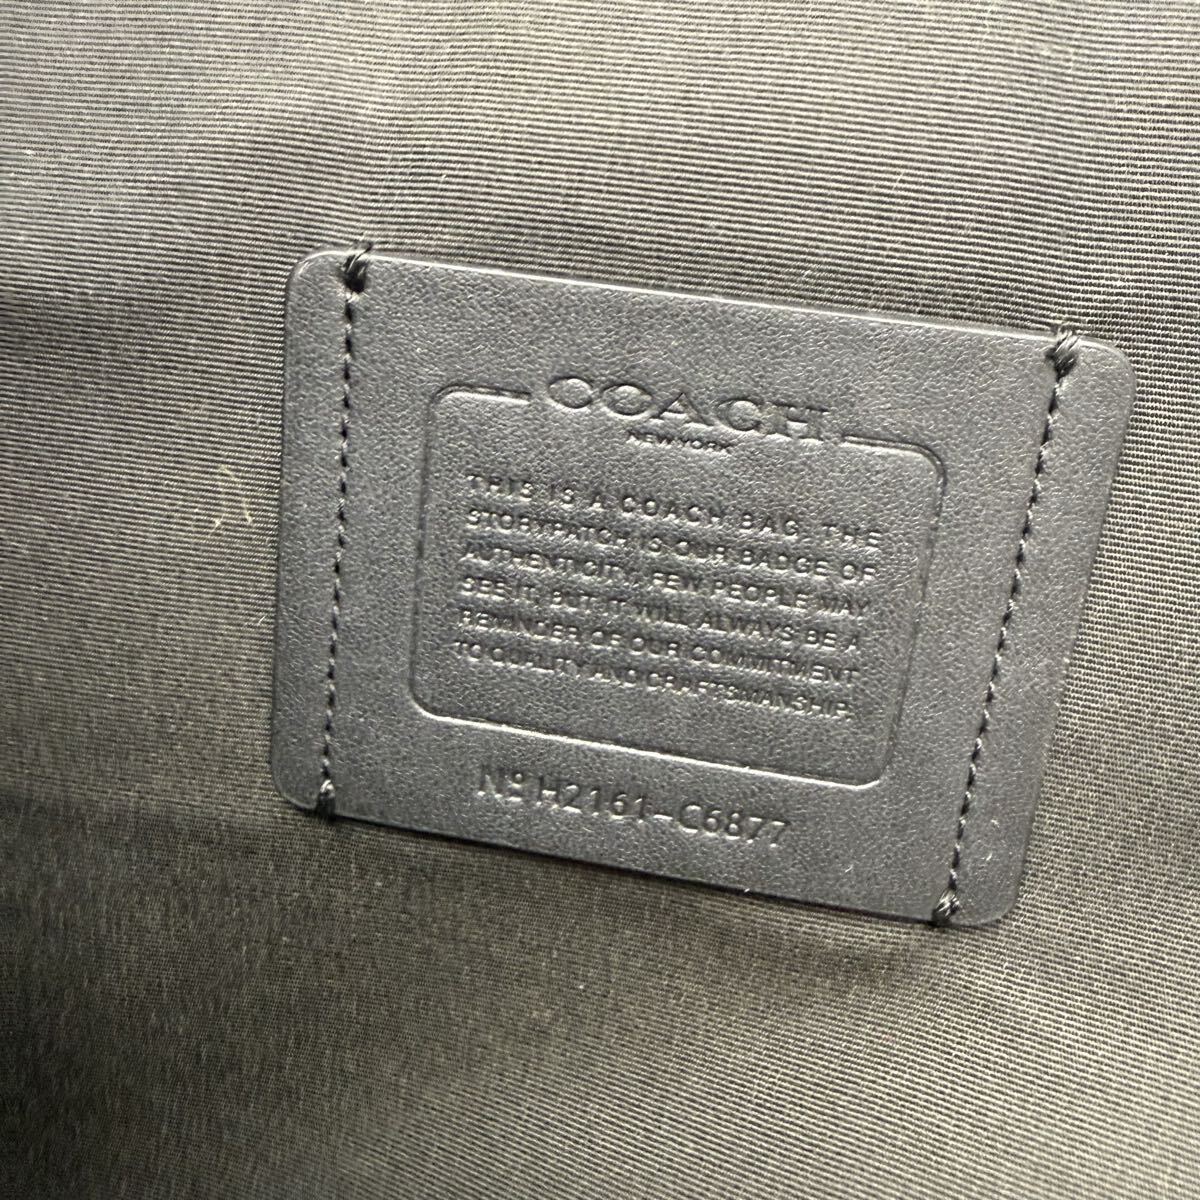 COACH
NEW YORK
THIS IS A COACH BAG. THE
STORYPATCH IS OUR BADGE OF
AUTHENTICITY. FEW PEOPLE MAY
SEE IT, BUT IT WILL ALWAYS BE A
REMINDER OF OUR COMMITMENT
TO QUALITY AND CRAFTSMANSHIP.
Nº H2161-C6877